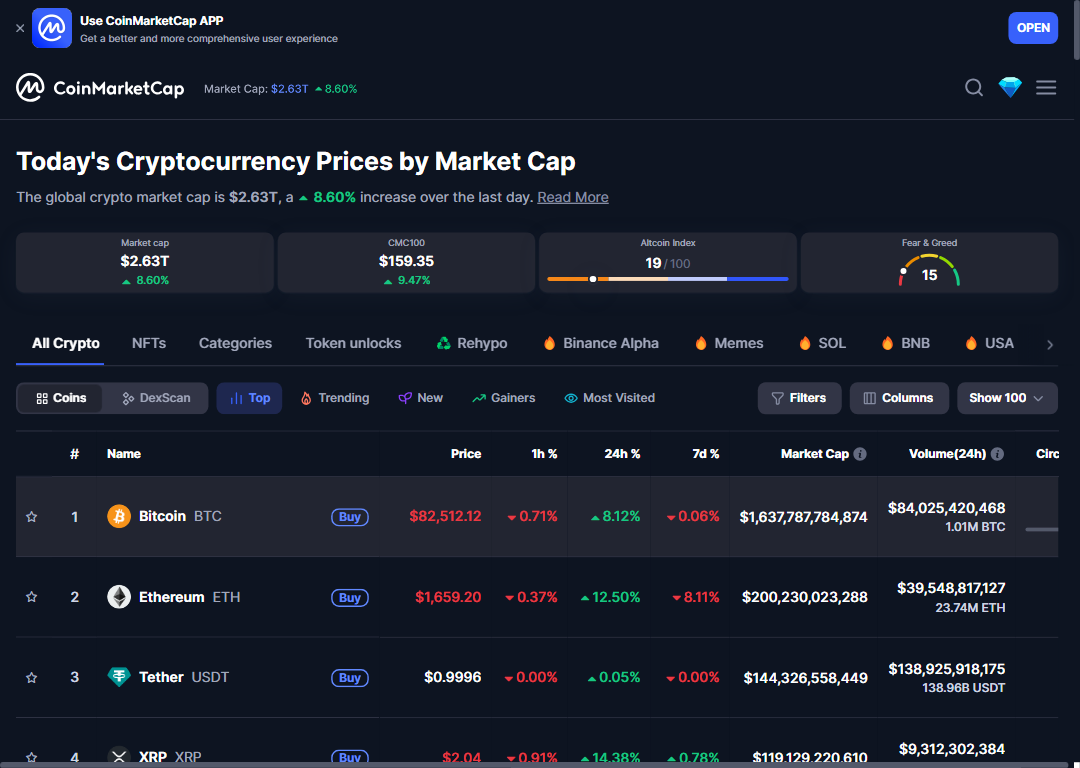 Use CoinMarketCap APP
Get a better and more comprehensive user experience
OPEN
CoinMarketCap
Market Cap: $2.63T 8.60%
Today's Cryptocurrency Prices by Market Cap
The global crypto market cap is $2.63T, a 8.60% increase over the last day. Read More
Market cap
$2.63T
8.60%
CMC100
$159.35
9.47%
Altcoin Index
19/100
Fear & Greed
15
All Crypto NFTs Categories Token unlocks Rehypo Binance Alpha Memes SOL BNB USA
Coins DexScan Top Trending New Gainers Most Visited Filters Columns Show 100
# Name Price 1h % 24h % 7d % Market Cap Volume(24h) Circ
1 Bitcoin BTC Buy $82,512.12 0.71% 8.12% 0.06% $1,637,787,784,874 $84,025,420,468
1.01M BTC
2 Ethereum ETH Buy $1,659.20 0.37% 12.50% 8.11% $200,230,023,288 $39,548,817,127
23.74M ETH
3 Tether USDT Buy $0.9996 0.00% 0.05% 0.00% $144,326,558,449 $138,925,918,175
138.96B USDT
4 XRP XRP Buy $2.04 0.91% 14.38% 0.78% $119,129,220,610 $9,312,302,384